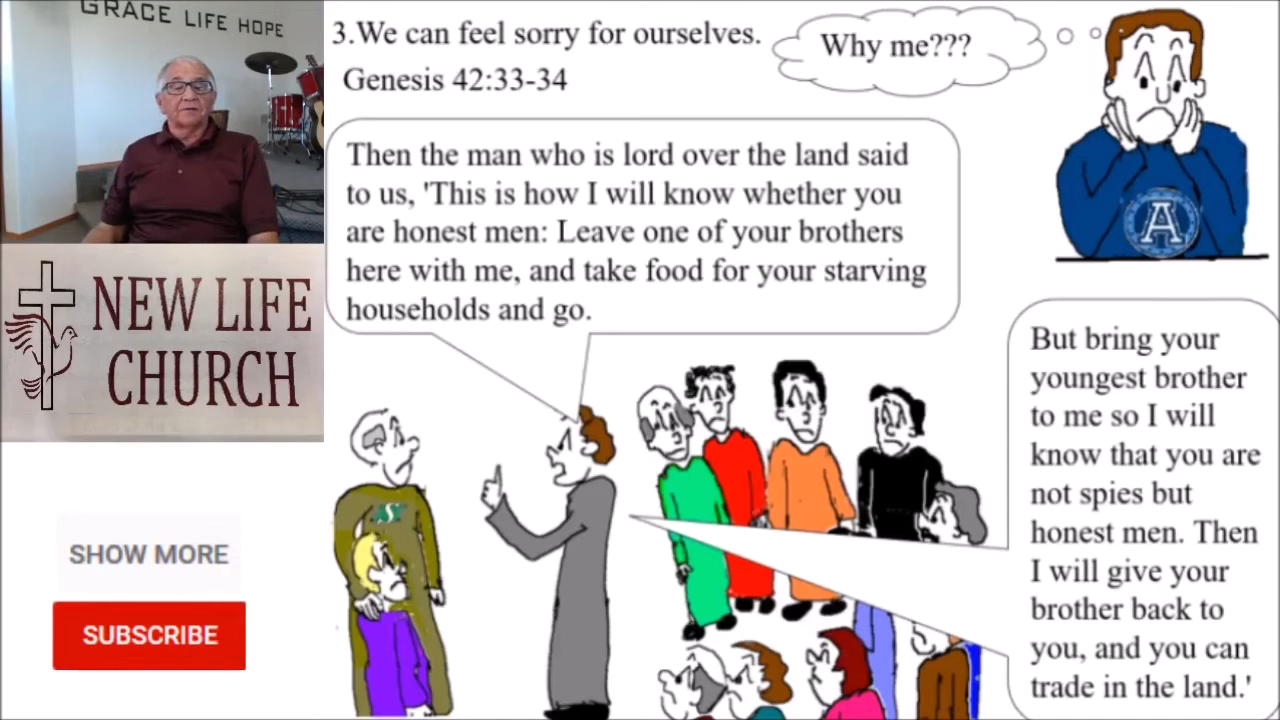 GRACE LIFE HOPE
3.We can feel sorry for ourselves.
Genesis 42:33-34
Why me???
Then the man who is lord over the land said
to us, 'This is how I will know whether you
are honest men: Leave one of your brothers
here with me, and take food for your starving
households and go.
A
NEW LIFE
CHURCH
But bring your
youngest brother
to me so I will
know that you are
not spies but
honest men. Then
I will give your
brother back to
you, and you can
trade in the land.'
SHOW MORE
SUBSCRIBE